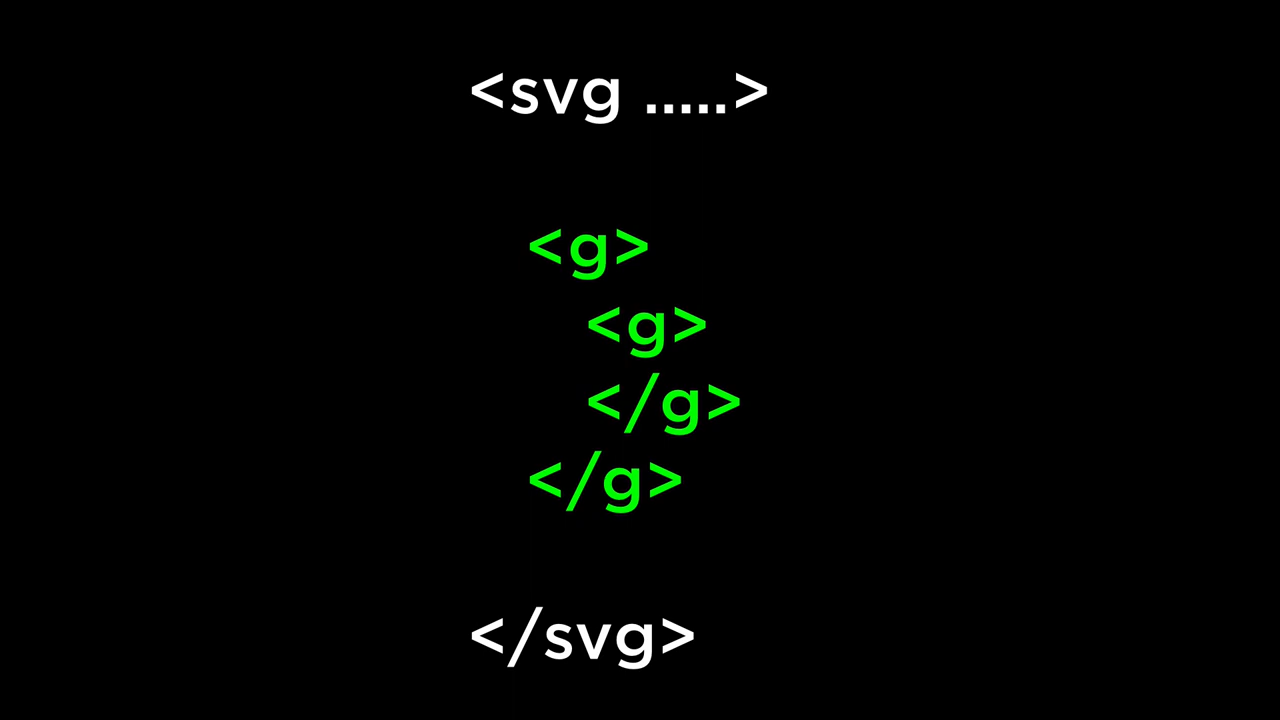 <svg .....>
<g>
<g>
</g>
</g>
</svg>